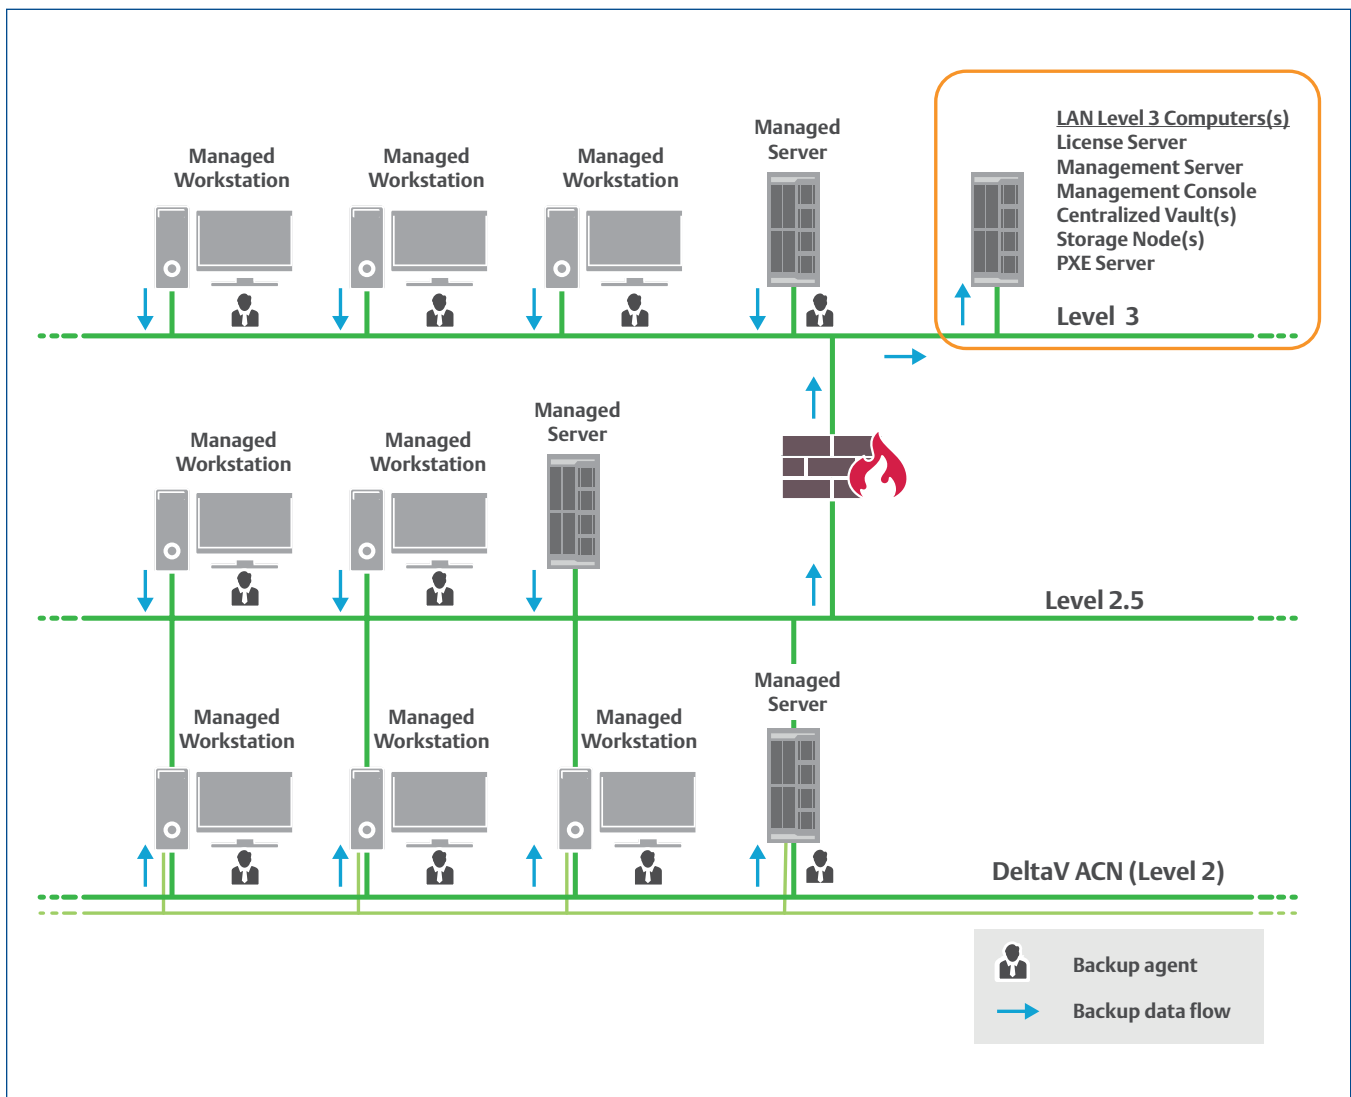 Managed
Workstation
Managed
Workstation
Managed
Workstation
Managed
Server
LAN Level 3 Computers(s)
License Server
Management Server
Management Console
Centralized Vault(s)
Storage Node(s)
PXE Server
Level 3
Managed
Workstation
Managed
Workstation
Managed
Server
Level 2.5
Managed
Workstation
Managed
Workstation
Managed
Workstation
Managed
Server
DeltaV ACN (Level 2)
Backup agent
Backup data flow